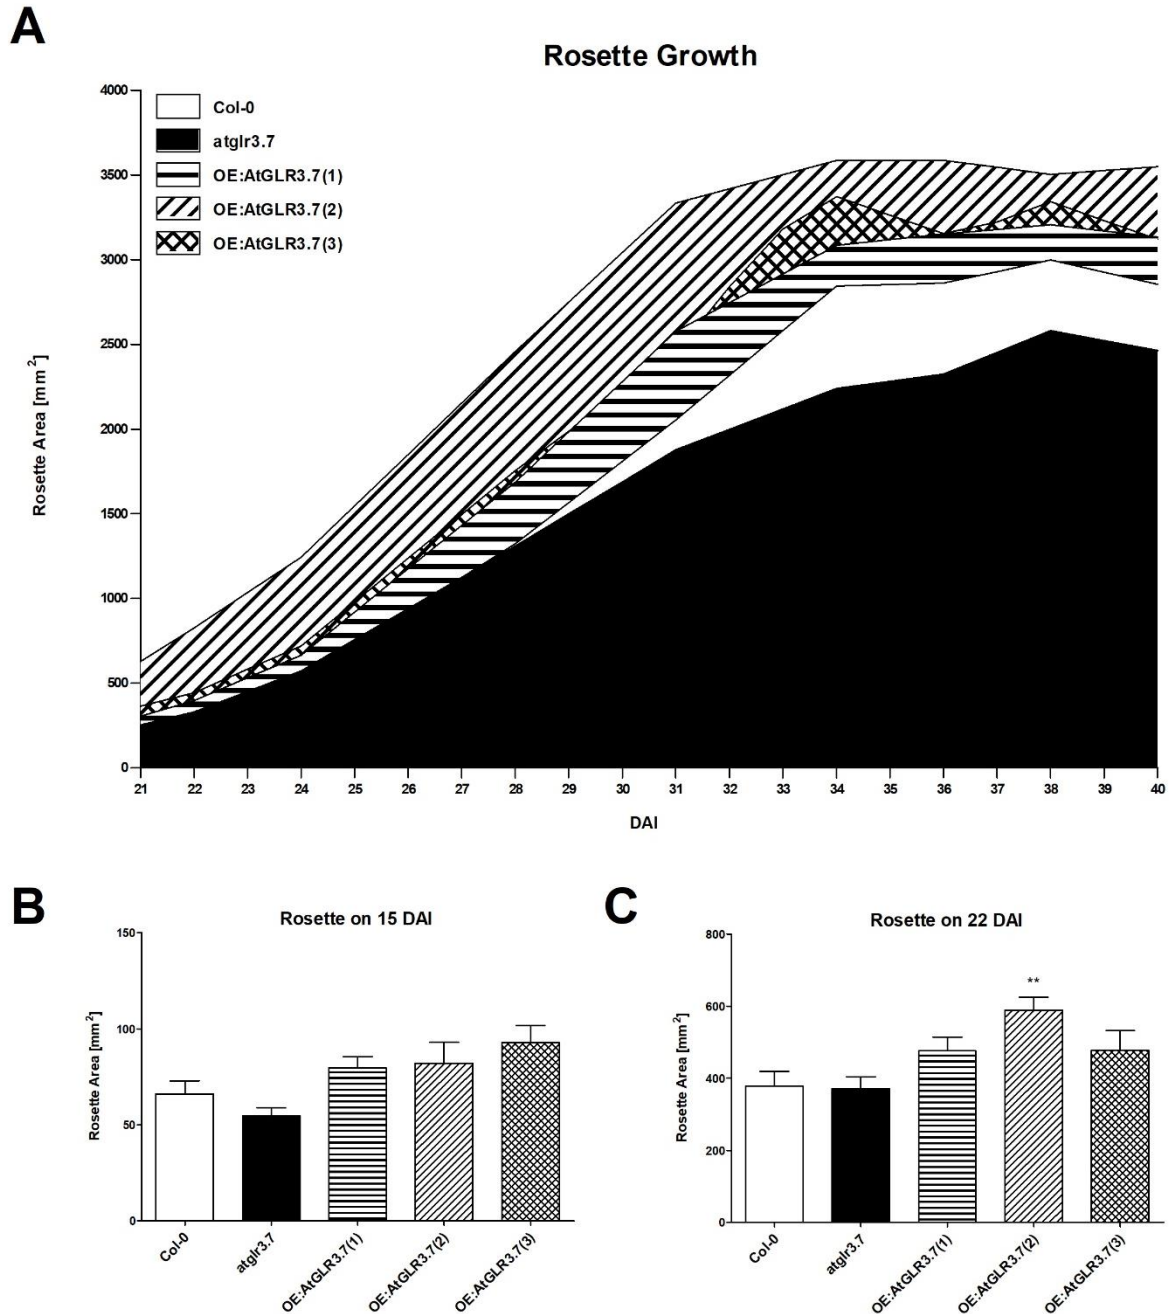 A
Rosette Growth
4000
3500
3000
2500
2000
1500
1000
500
0
Rosette Area [mm²]
Col-0
atglr3.7
OE:AtGLR3.7(1)
OE:AtGLR3.7(2)
OE:AtGLR3.7(3)
21 22 23 24 25 26 27 28 29 30 31 32 33 34 35 36 37 38 39 40
DAI
B
Rosette on 15 DAI
150
100
50
0
Rosette Area [mm²]
Col-0
atglr3.7
OE:AtGLR3.7(1)
OE:AtGLR3.7(2)
OE:AtGLR3.7(3)
C
Rosette on 22 DAI
800
600
400
200
0
Rosette Area [mm²]
**
Col-0
atglr3.7
OE:AtGLR3.7(1)
OE:AtGLR3.7(2)
OE:AtGLR3.7(3)